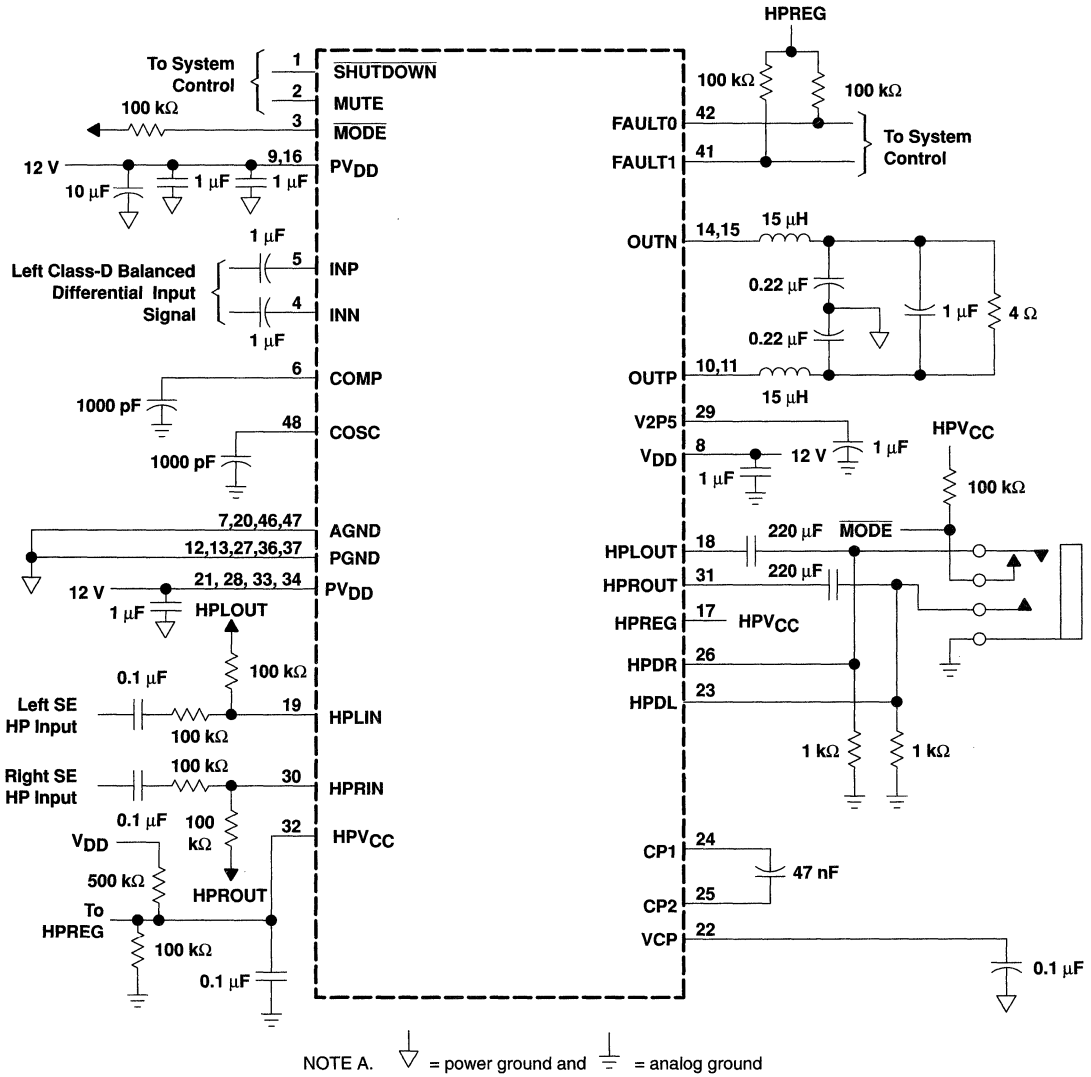 HPREG
To System
Control
1
SHUTDOWN
2
MUTE
100 kΩ
3
MODE
12 V
9,16
PVDD
10 μF
1 μF
1 μF
100 kΩ
100 kΩ
FAULT0
42
FAULT1
41
To System
Control
Left Class-D Balanced
Differential Input
Signal
1 μF
5
INP
4
INN
1 μF
OUTN
14,15
15 μH
0.22 μF
0.22 μF
1 μF
4 Ω
OUTP
10,11
15 μH
6
COMP
1000 pF
48
COSC
1000 pF
V2P5
29
1 μF
VDD
8
12 V
1 μF
HPVCC
100 kΩ
MODE
7,20,46,47
AGND
12,13,27,36,37
PGND
12 V
21, 28, 33, 34
PVDD
1 μF
HPLOUT
18
220 μF
HPROUT
31
220 μF
HPREG
17
HPVCC
HPDR
26
HPDL
23
1 kΩ
1 kΩ
HPLOUT
100 kΩ
Left SE
HP Input
0.1 μF
100 kΩ
19
HPLIN
Right SE
HP Input
100 kΩ
0.1 μF
30
HPRIN
100
kΩ
HPROUT
32
HPVCC
VDD
500 kΩ
To
HPREG
100 kΩ
0.1 μF
CP1
24
47 nF
CP2
25
VCP
22
0.1 μF
NOTE A. = power ground and = analog ground